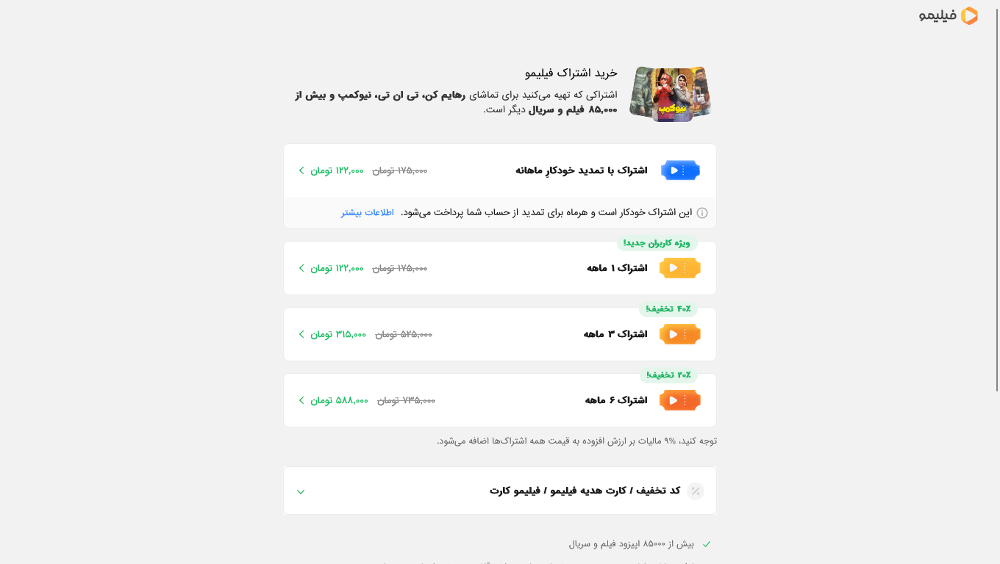 فیلیمو
خرید اشتراک فیلیمو
اشتراکی که تهیه می‌کنید برای تماشای رهایم کن، تی ان تی، نیوکمپ و بیش از
۸۵,۰۰۰ فیلم و سریال دیگر است.
نیوکمپ
اشتراک با تمدید خودکارِ ماهانه
۱۷۵,۰۰۰ تومان ۱۲۲,۰۰۰ تومان
این اشتراک خودکار است و هرماه برای تمدید از حساب شما پرداخت می‌شود. اطلاعات بیشتر
ویژه کاربران جدید!
اشتراک ۱ ماهه
۱۷۵,۰۰۰ تومان ۱۲۲,۰۰۰ تومان
۴۰٪ تخفیف!
اشتراک ۳ ماهه
۵۲۵,۰۰۰ تومان ۳۱۵,۰۰۰ تومان
۲۰٪ تخفیف!
اشتراک ۶ ماهه
۷۳۵,۰۰۰ تومان ۵۸۸,۰۰۰ تومان
توجه کنید، ۹% مالیات بر ارزش افزوده به قیمت همه اشتراک‌ها اضافه می‌شود.
کد تخفیف / کارت هدیه فیلیمو / فیلیمو کارت
بیش از ۸۵۰۰۰ اپیزود فیلم و سریال